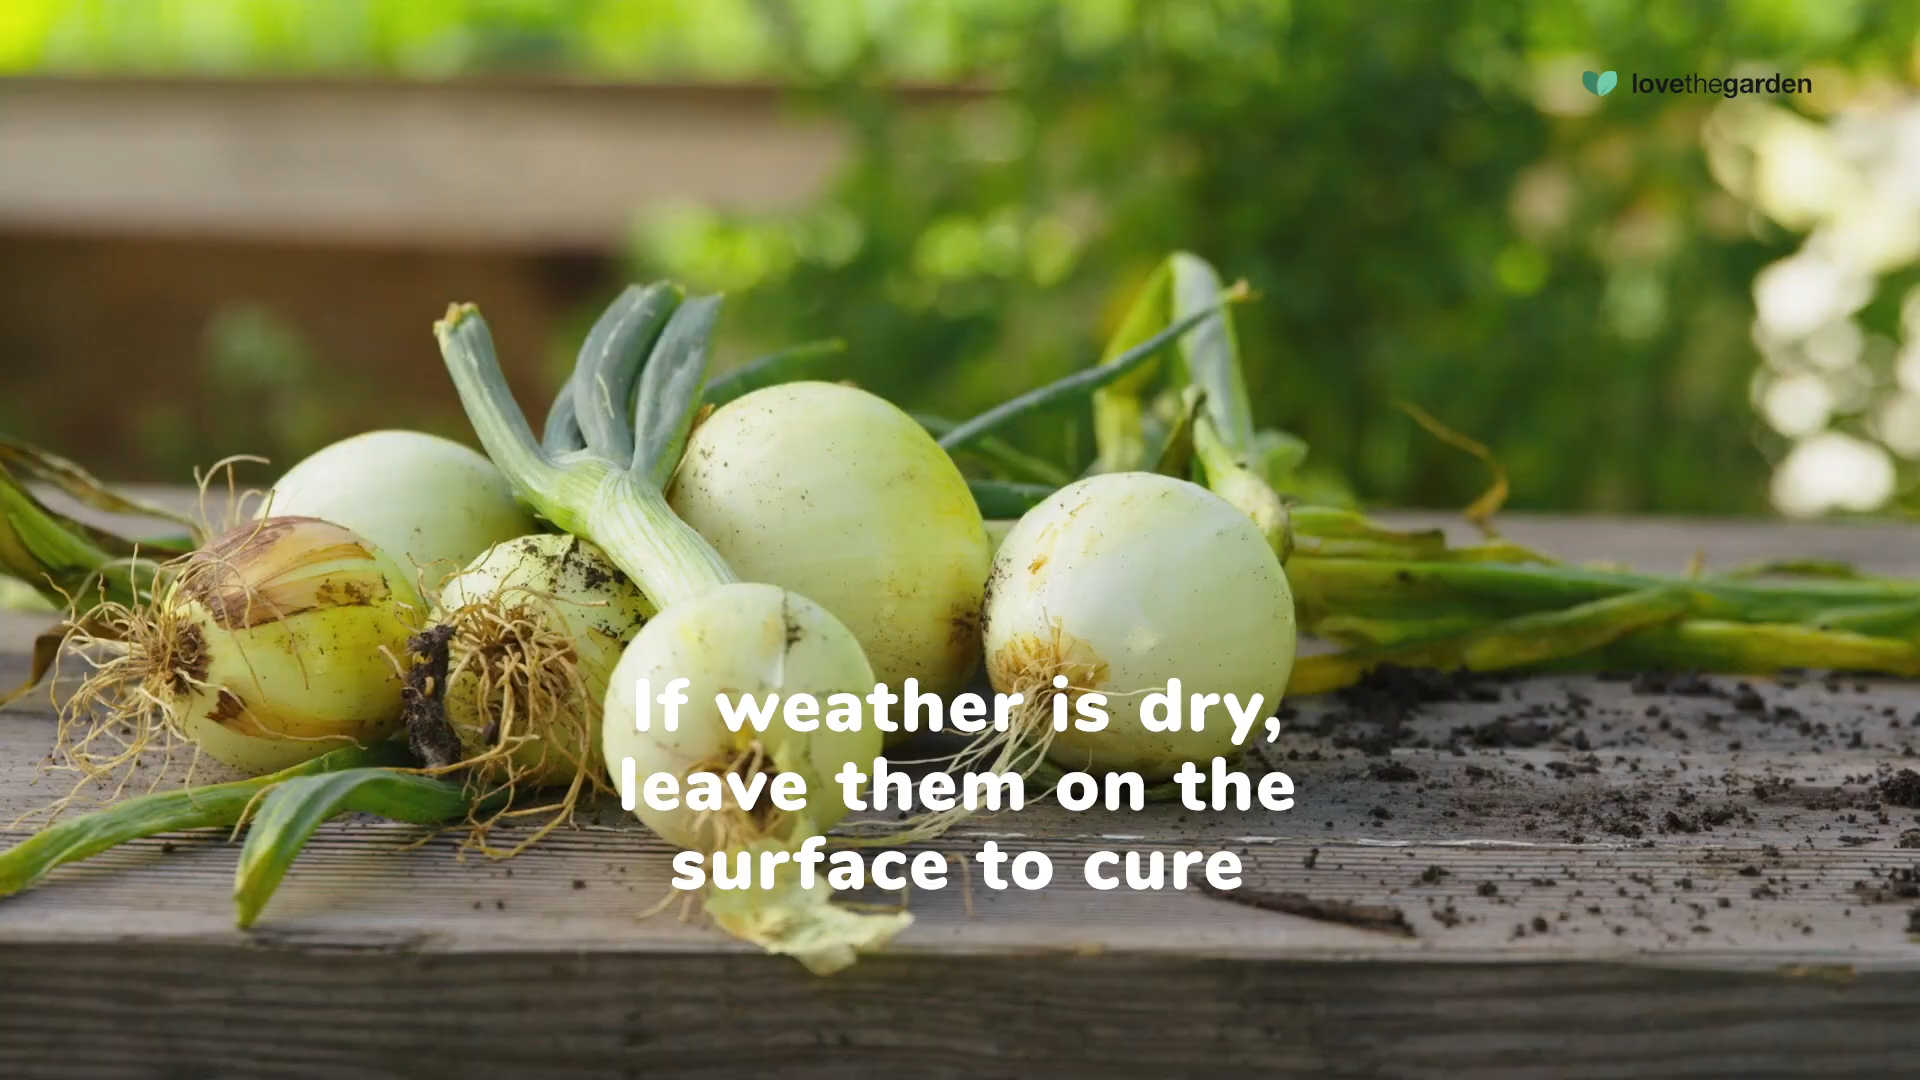 lovethegarden
If weather is dry,
leave them on the
surface to cure